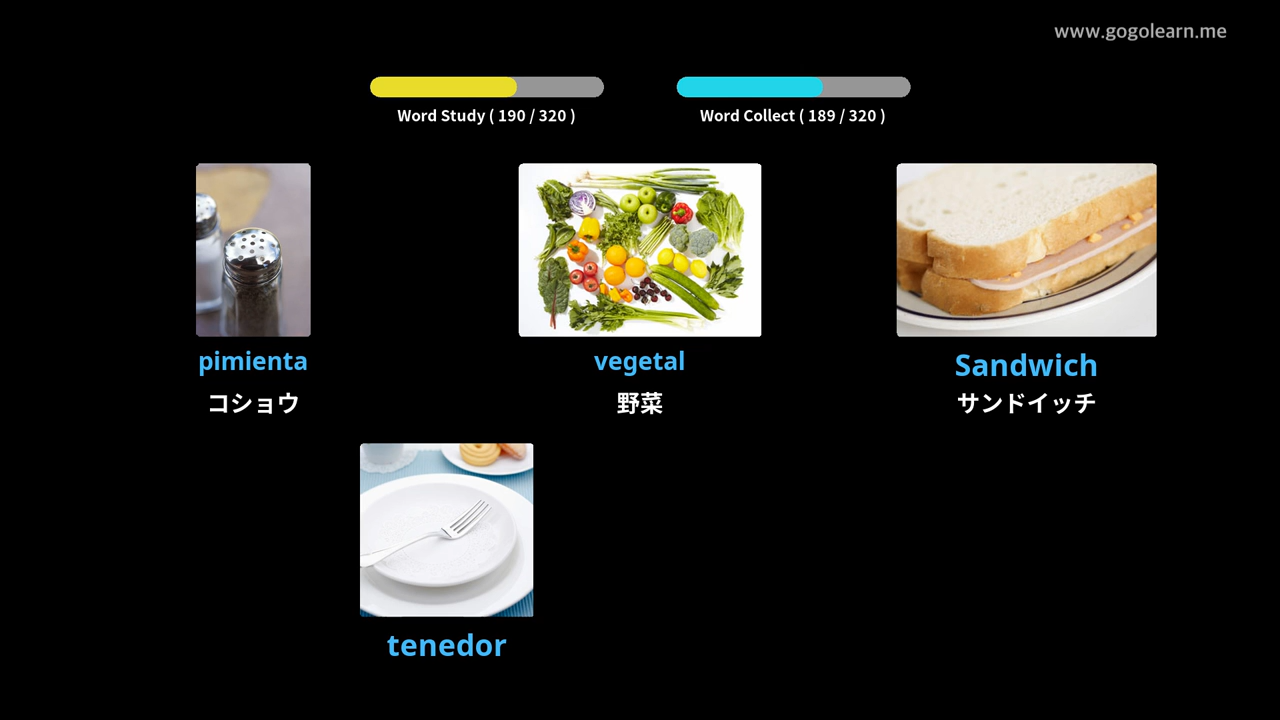 www.gogolearn.me
Word Study ( 190 / 320 )
Word Collect ( 189 / 320 )
pimienta
コショウ
vegetal
野菜
Sandwich
サンドイッチ
tenedor